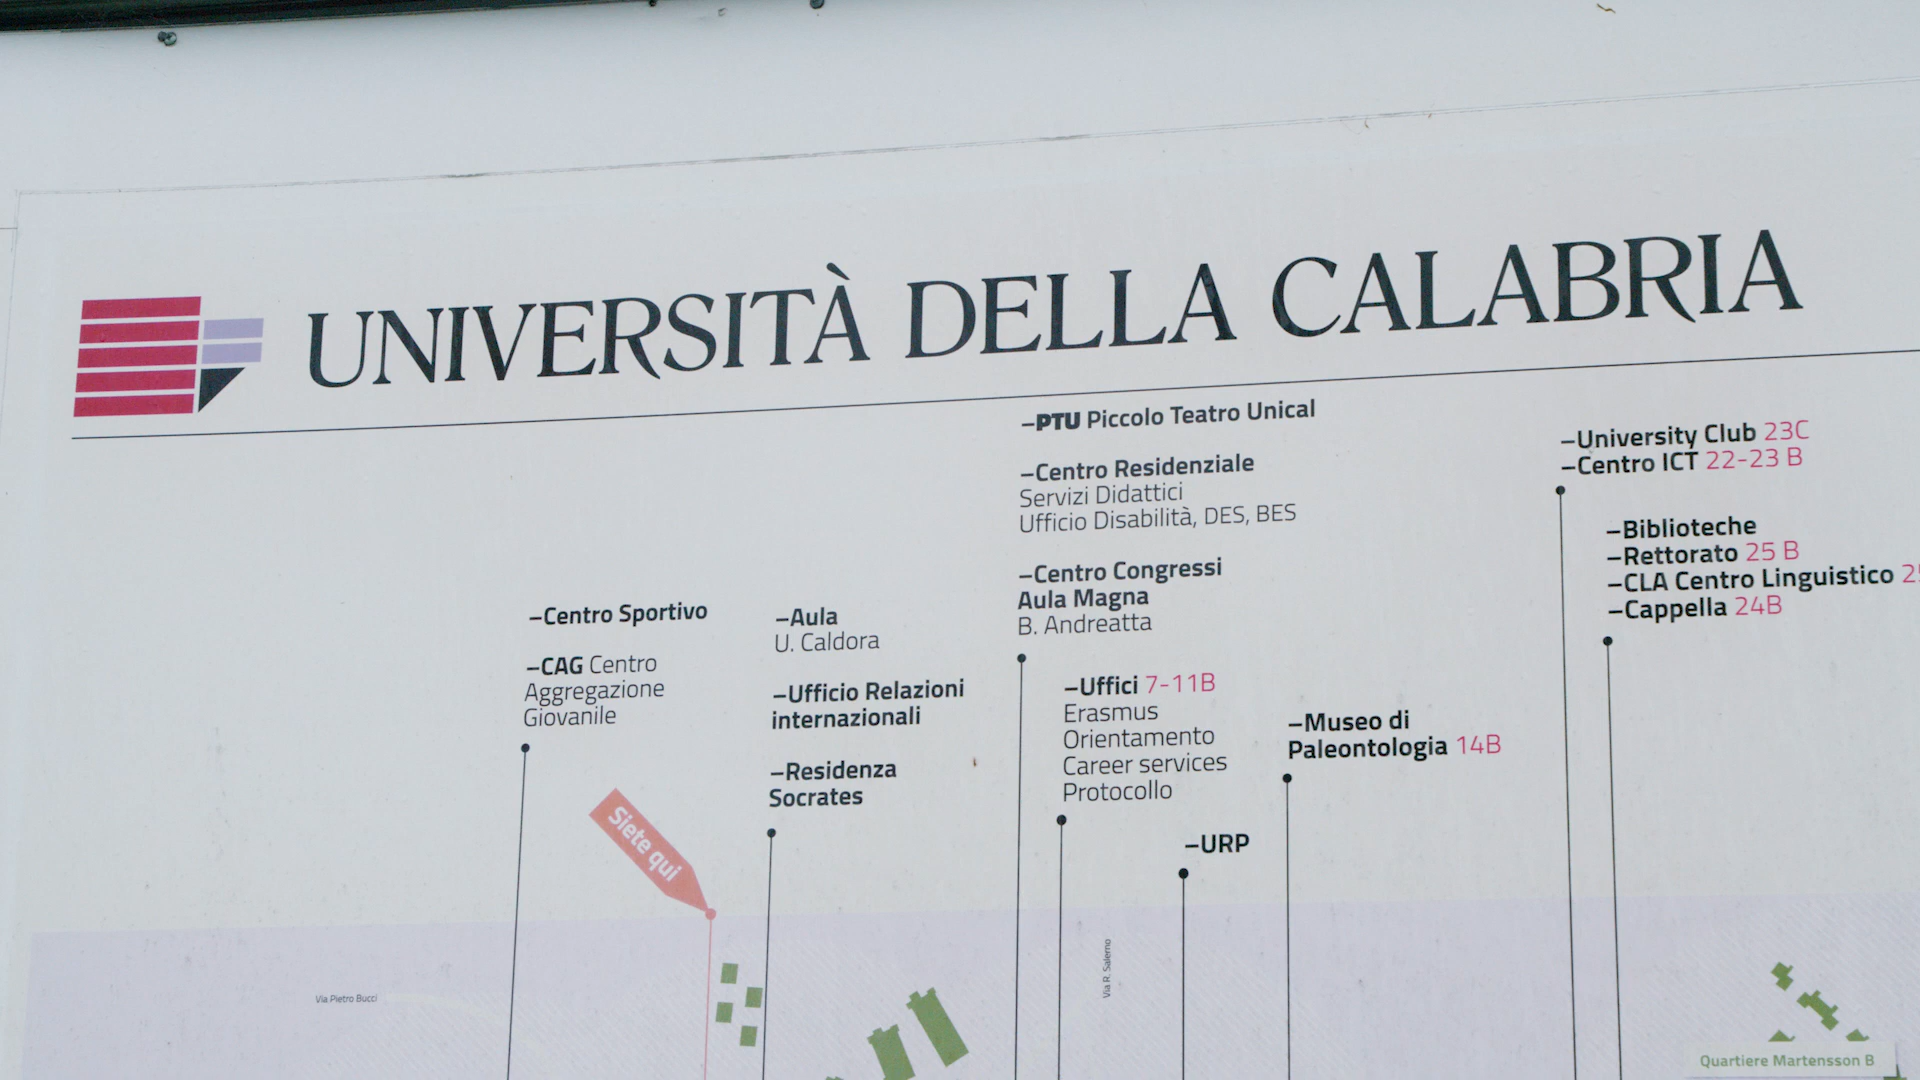 UNIVERSITÀ DELLA CALABRIA
–PTU Piccolo Teatro Unical
–Centro Residenziale
Servizi Didattici
Ufficio Disabilità, DES, BES
–Centro Congressi
Aula Magna
B. Andreatta
–University Club 23C
–Centro ICT 22-23 B
–Biblioteche
–Rettorato 25 B
–CLA Centro Linguistico
–Cappella 24B
–Centro Sportivo
–CAG Centro
Aggregazione
Giovanile
–Aula
U. Caldora
–Ufficio Relazioni
internazionali
–Residenza
Socrates
–Uffici 7-11B
Erasmus
Orientamento
Career services
Protocollo
–Museo di
Paleontologia 14B
–URP
Siete qui
Via Pietro Bucci
Via R. Salerno
Quartiere Martensson B